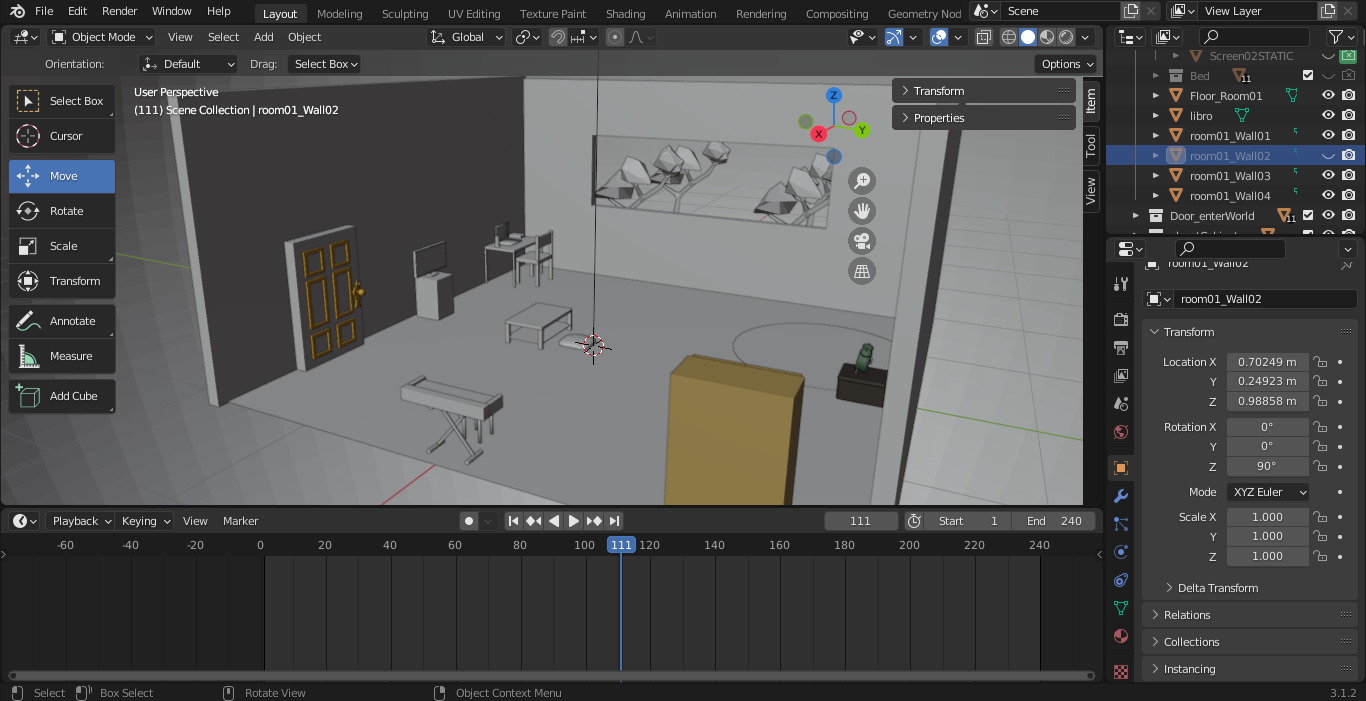 File Edit Render Window Help Layout Modeling Sculpting UV Editing Texture Paint Shading Animation Rendering Compositing Geometry Nod Scene View Layer
Object Mode View Select Add Object Global
Orientation: Default Drag: Select Box Options
User Perspective
(111) Scene Collection | room01_Wall02
Select Box
Cursor
Move
Rotate
Scale
Transform
Annotate
Measure
Add Cube
Z
X
Y
Transform
Properties
Item
Tool
View
Screen02STATIC
Bed 11
Floor_Room01
libro
room01_Wall01
room01_Wall02
room01_Wall03
room01_Wall04
Door_enterWorld 11
room01_Wall02
room01_Wall02
Transform
Location X 0.70249 m
Y 0.24923 m
Z 0.98858 m
Rotation X 0°
Y 0°
Z 90°
Mode XYZ Euler
Scale X 1.000
Y 1.000
Z 1.000
Delta Transform
Relations
Collections
Instancing
Playback Keying View Marker 111 Start 1 End 240
-60 -40 -20 0 20 40 60 80 100 111 120 140 160 180 200 220 240
Select Box Select Rotate View Object Context Menu 3.1.2